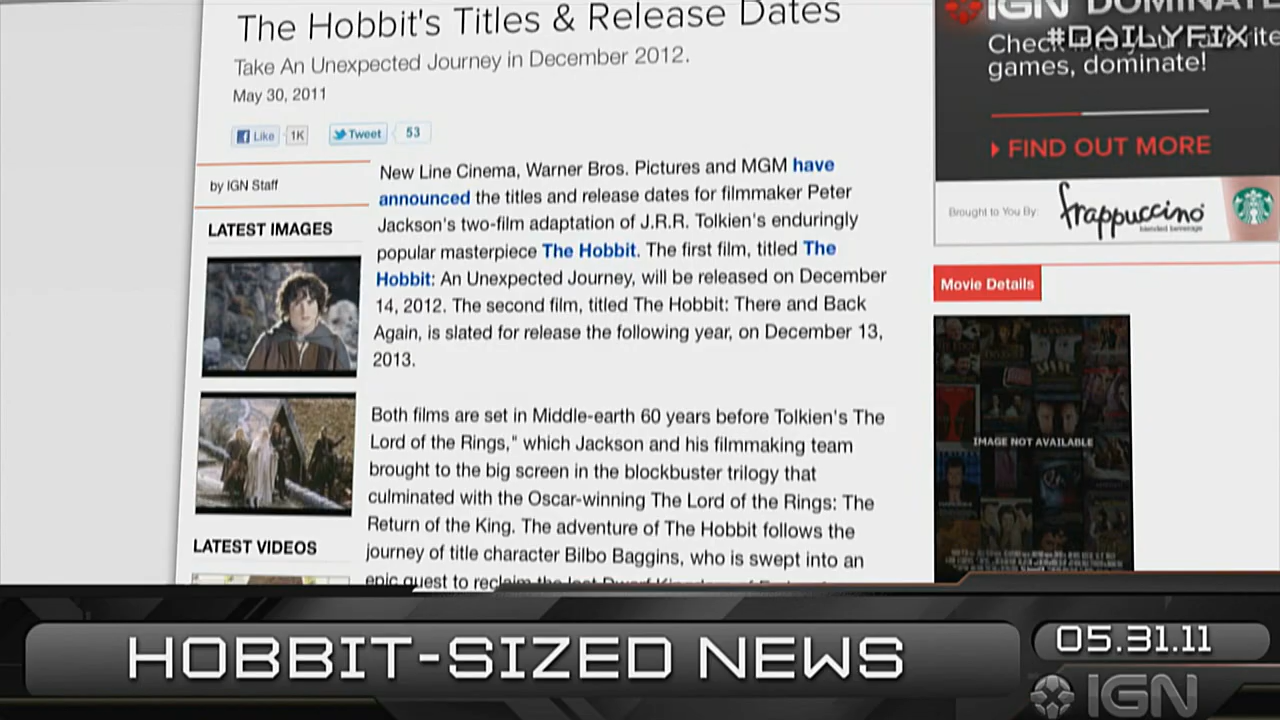 The Hobbit's Titles & Release Dates
Take An Unexpected Journey in December 2012.
May 30, 2011
Like 1K Tweet 53
by IGN Staff
LATEST IMAGES
LATEST VIDEOS
New Line Cinema, Warner Bros. Pictures and MGM have
announced the titles and release dates for filmmaker Peter
Jackson's two-film adaptation of J.R.R. Tolkien's enduringly
popular masterpiece The Hobbit. The first film, titled The
Hobbit: An Unexpected Journey, will be released on December
14, 2012. The second film, titled The Hobbit: There and Back
Again, is slated for release the following year, on December 13,
2013.
Both films are set in Middle-earth 60 years before Tolkien's The
Lord of the Rings," which Jackson and his filmmaking team
brought to the big screen in the blockbuster trilogy that
culminated with the Oscar-winning The Lord of the Rings: The
Return of the King. The adventure of The Hobbit follows the
journey of title character Bilbo Baggins, who is swept into an
epic quest to reclaim the
IGN DOMINATE
#DAILYFIX
games, dominate!
FIND OUT MORE
Brought to You By: frappuccino
blended beverage
Movie Details
IMAGE NOT AVAILABLE
HOBBIT-SIZED NEWS
05.31.11
IGN